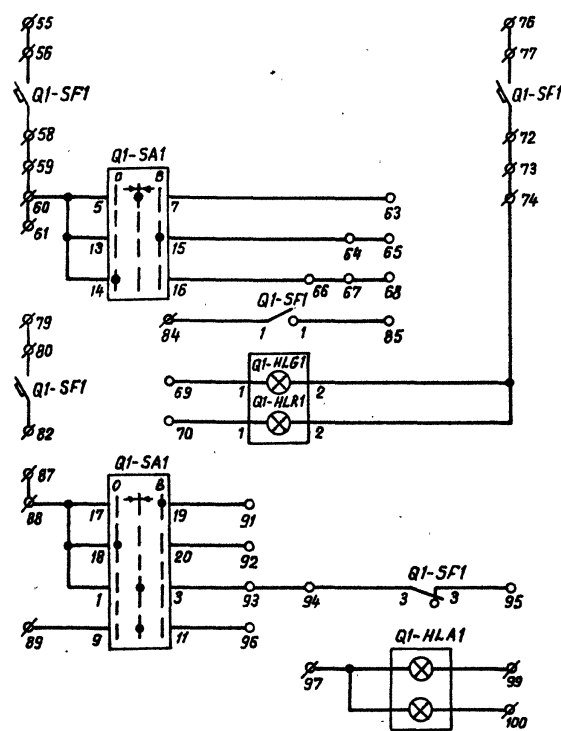 55 76
56 77
Q1-SF1 Q1-SF1
58 72
59 73
Q1-SA1
О В
60 5 7 63 74
61 13 15 64 65
14 16 66 67 68
Q1-SF1
79 84 1 1 85
80
Q1-HLG1
Q1-SF1 69 1 2
Q1-HLR1
82 70 1 2
87 Q1-SA1
О В
88 17 19 91
18 20 92
Q1-SF1
1 3 93 94 3 3 95
89 9 11 96
Q1-HLA1
97 99
100